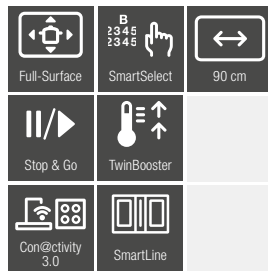 B
2345
2345
Full-Surface
SmartSelect
90 cm
Stop & Go
TwinBooster
Con@ctivity
3.0
SmartLine